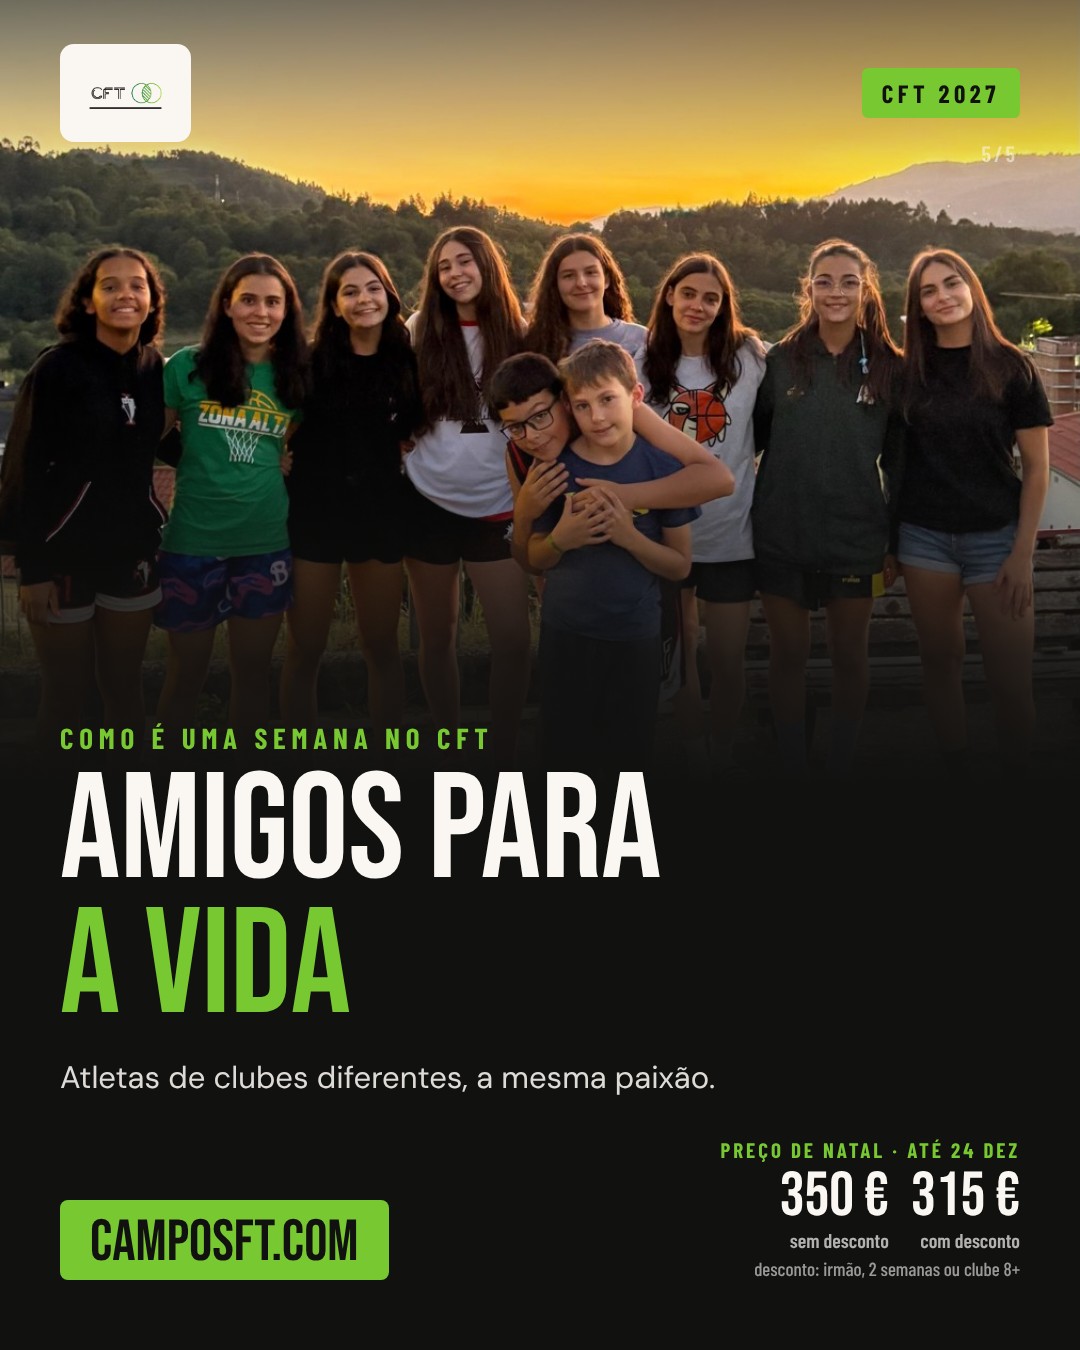 CFT
CFT 2027
5/5
ZONA ALTA
B
COMO É UMA SEMANA NO CFT
AMIGOS PARA
A VIDA
Atletas de clubes diferentes, a mesma paixão.
PREÇO DE NATAL · ATÉ 24 DEZ
350 € 315 €
sem desconto com desconto
desconto: irmão, 2 semanas ou clube 8+
CAMPOSFT.COM